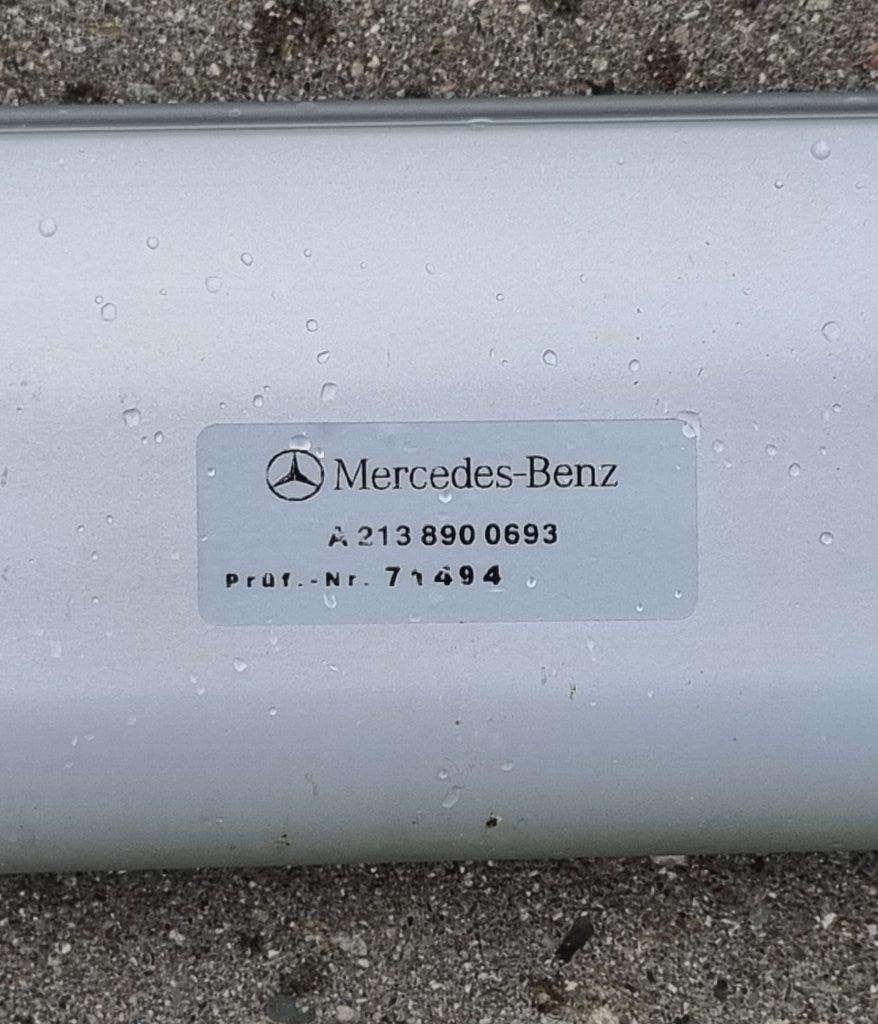 Mercedes-Benz
A 213 890 0693
Prüf.-Nr. 71494